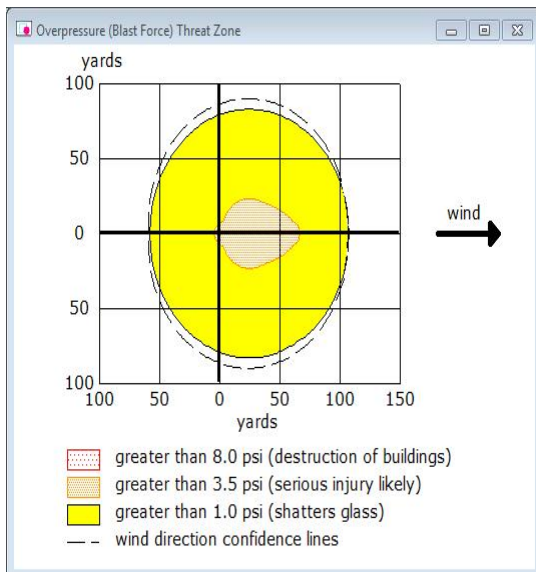 Overpressure (Blast Force) Threat Zone
yards
100
50
0
50
100
wind
100 50 0 50 100 150
yards
greater than 8.0 psi (destruction of buildings)
greater than 3.5 psi (serious injury likely)
greater than 1.0 psi (shatters glass)
wind direction confidence lines